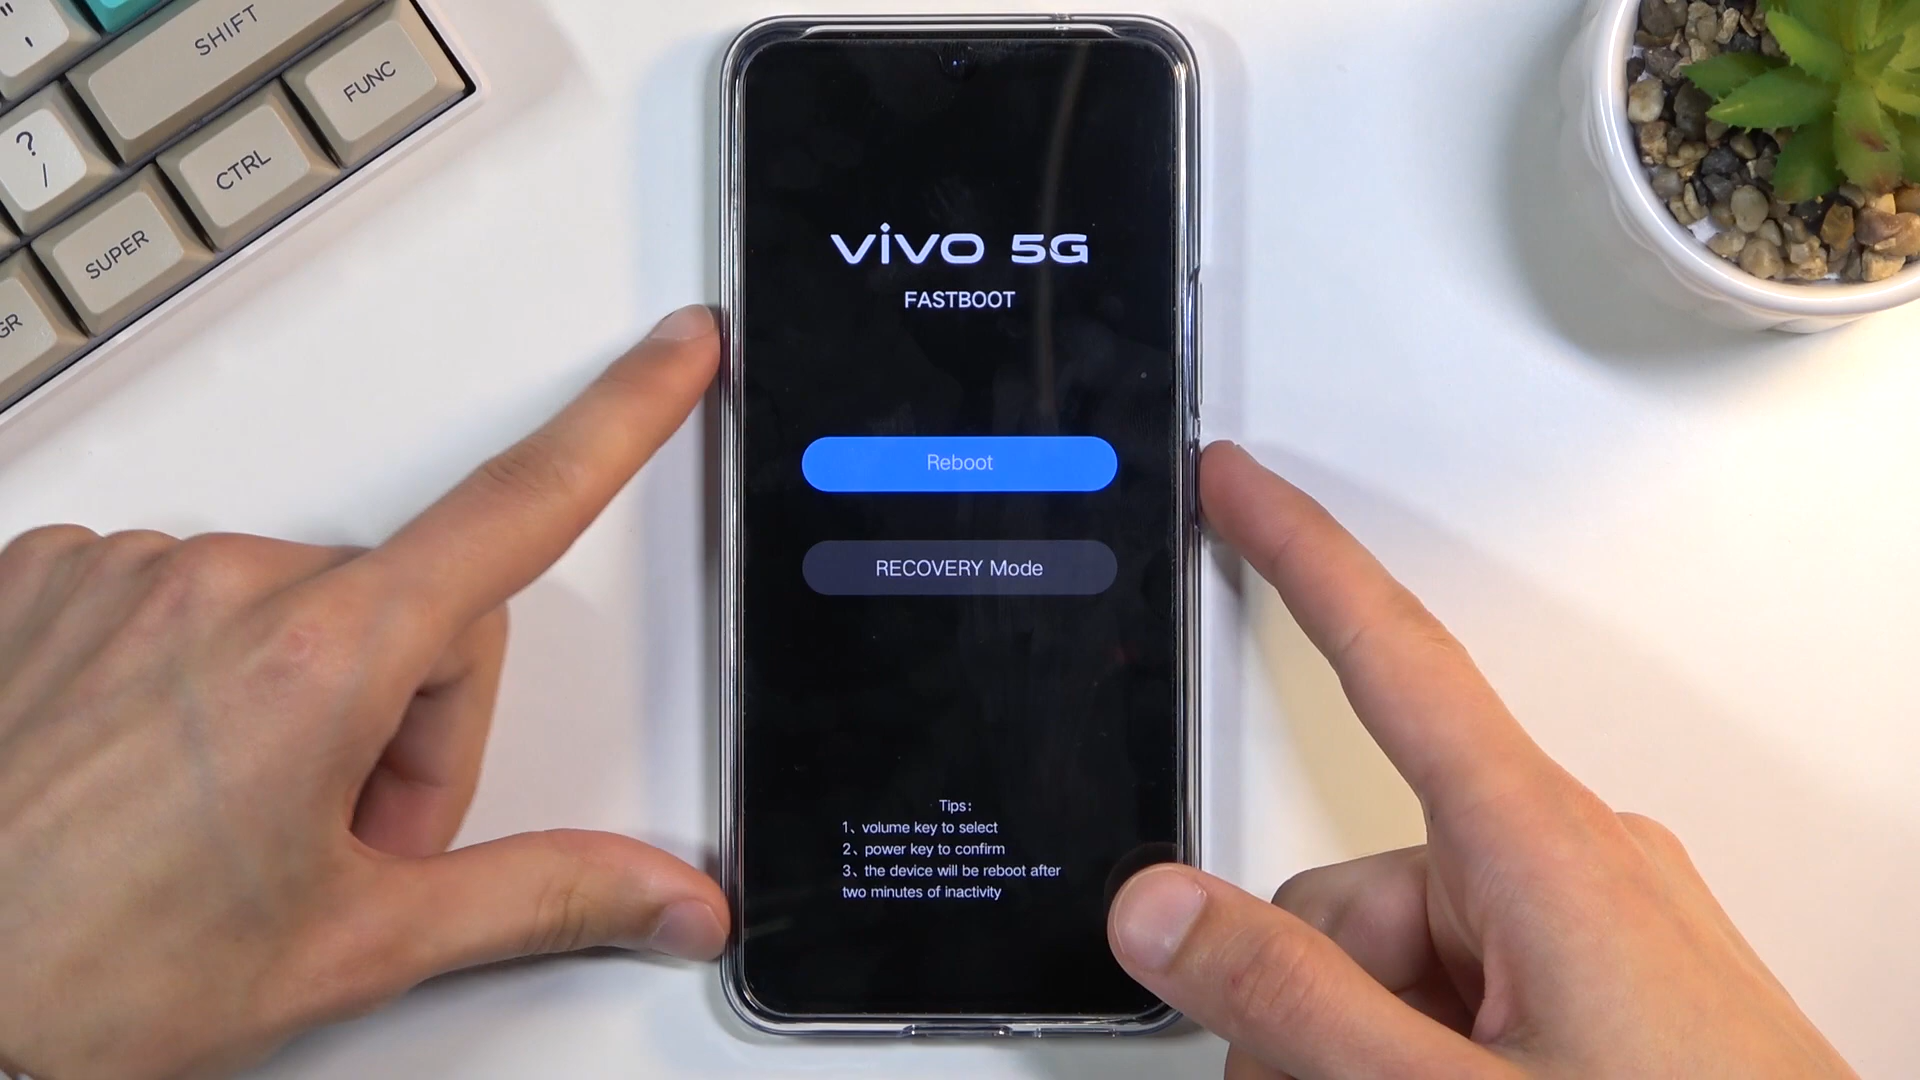 "
,
SHIFT
FUNC
?
/
CTRL
SUPER
GR
vivo 5G
FASTBOOT
Reboot
RECOVERY Mode
Tips:
1、volume key to select
2、power key to confirm
3、the device will be reboot after
two minutes of inactivity